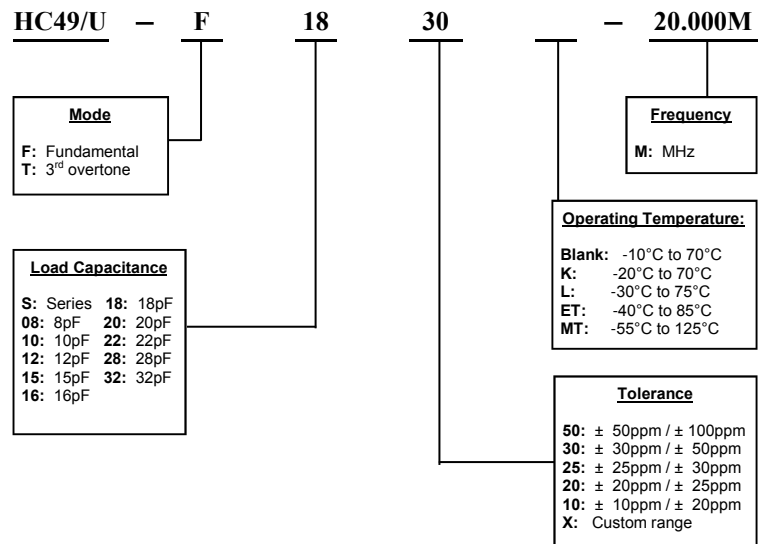 HC49/U – F 18 30 – 20.000M
Mode
F: Fundamental
T: 3rd overtone
Frequency
M: MHz
Operating Temperature:
Blank: -10°C to 70°C
K: -20°C to 70°C
L: -30°C to 75°C
ET: -40°C to 85°C
MT: -55°C to 125°C
Load Capacitance
S: Series 18: 18pF
08: 8pF 20: 20pF
10: 10pF 22: 22pF
12: 12pF 28: 28pF
15: 15pF 32: 32pF
16: 16pF
Tolerance
50: ± 50ppm / ± 100ppm
30: ± 30ppm / ± 50ppm
25: ± 25ppm / ± 30ppm
20: ± 20ppm / ± 25ppm
10: ± 10ppm / ± 20ppm
X: Custom range